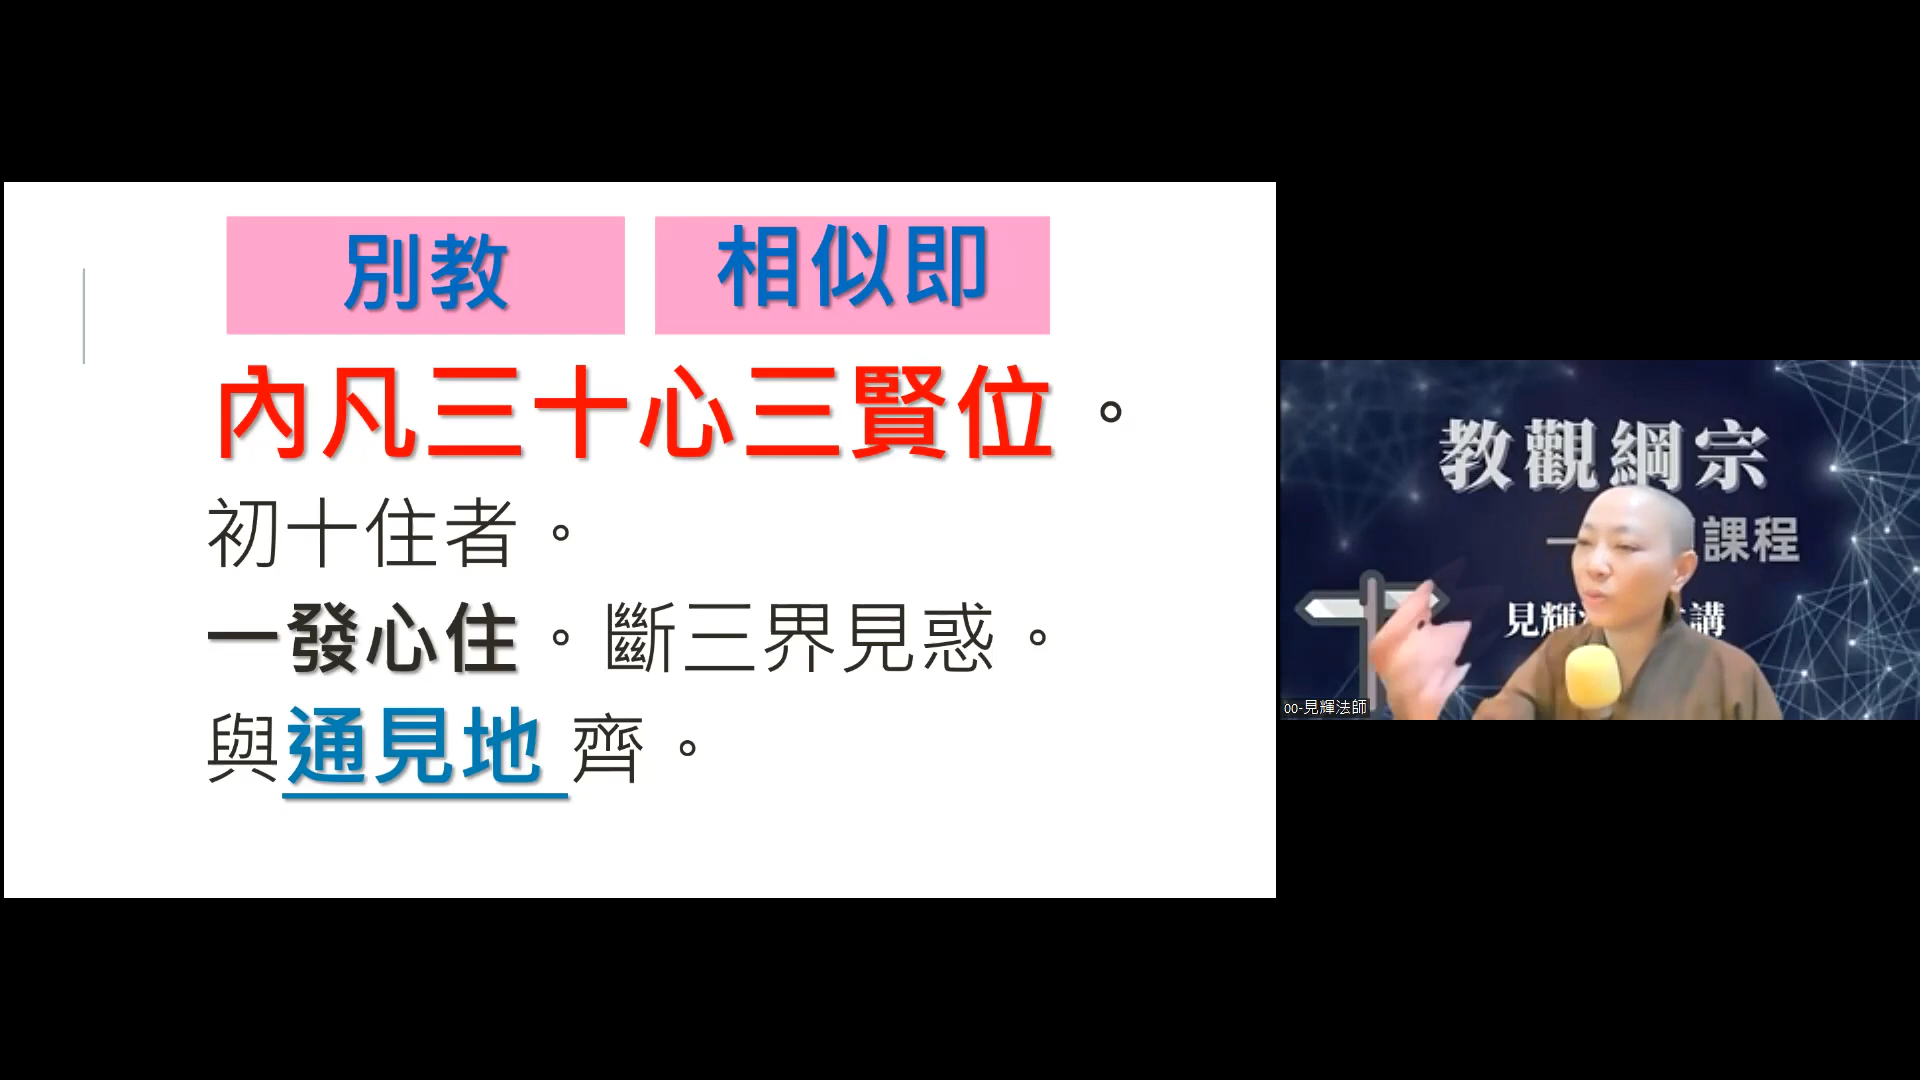 別教 相似即
內凡三十心三賢位。
初十住者。
一發心住。斷三界見惑。
與通見地 齊。
教觀綱宗
課程
見輝 講
00-見輝法師